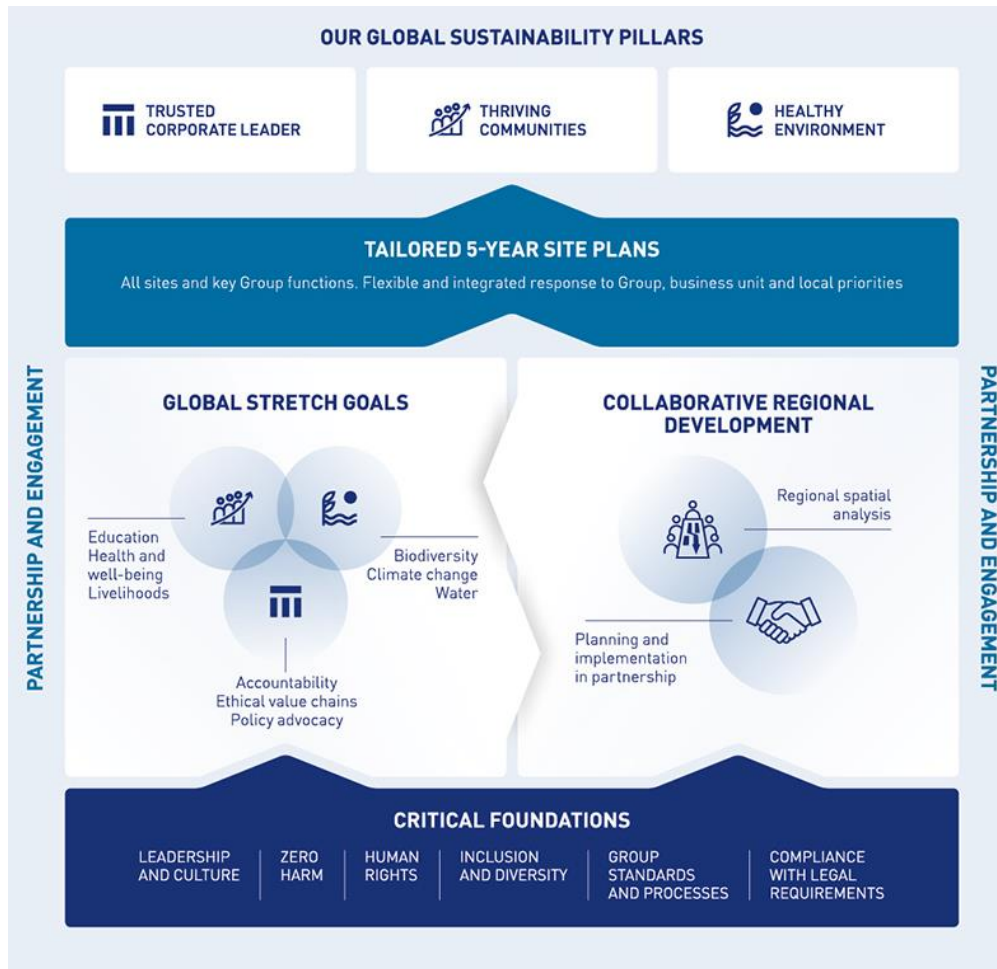 OUR GLOBAL SUSTAINABILITY PILLARS
TRUSTED
CORPORATE LEADER
THRIVING
COMMUNITIES
HEALTHY
ENVIRONMENT
TAILORED 5-YEAR SITE PLANS
All sites and key Group functions. Flexible and integrated response to Group, business unit and local priorities
PARTNERSHIP AND ENGAGEMENT
GLOBAL STRETCH GOALS
Education
Health and
well-being
Livelihoods
Biodiversity
Climate change
Water
Accountability
Ethical value chains
Policy advocacy
COLLABORATIVE REGIONAL
DEVELOPMENT
Regional spatial
analysis
Planning and
implementation
in partnership
PARTNERSHIP AND ENGAGEMENT
CRITICAL FOUNDATIONS
LEADERSHIP
AND CULTURE
ZERO
HARM
HUMAN
RIGHTS
INCLUSION
AND DIVERSITY
GROUP
STANDARDS
AND PROCESSES
COMPLIANCE
WITH LEGAL
REQUIREMENTS